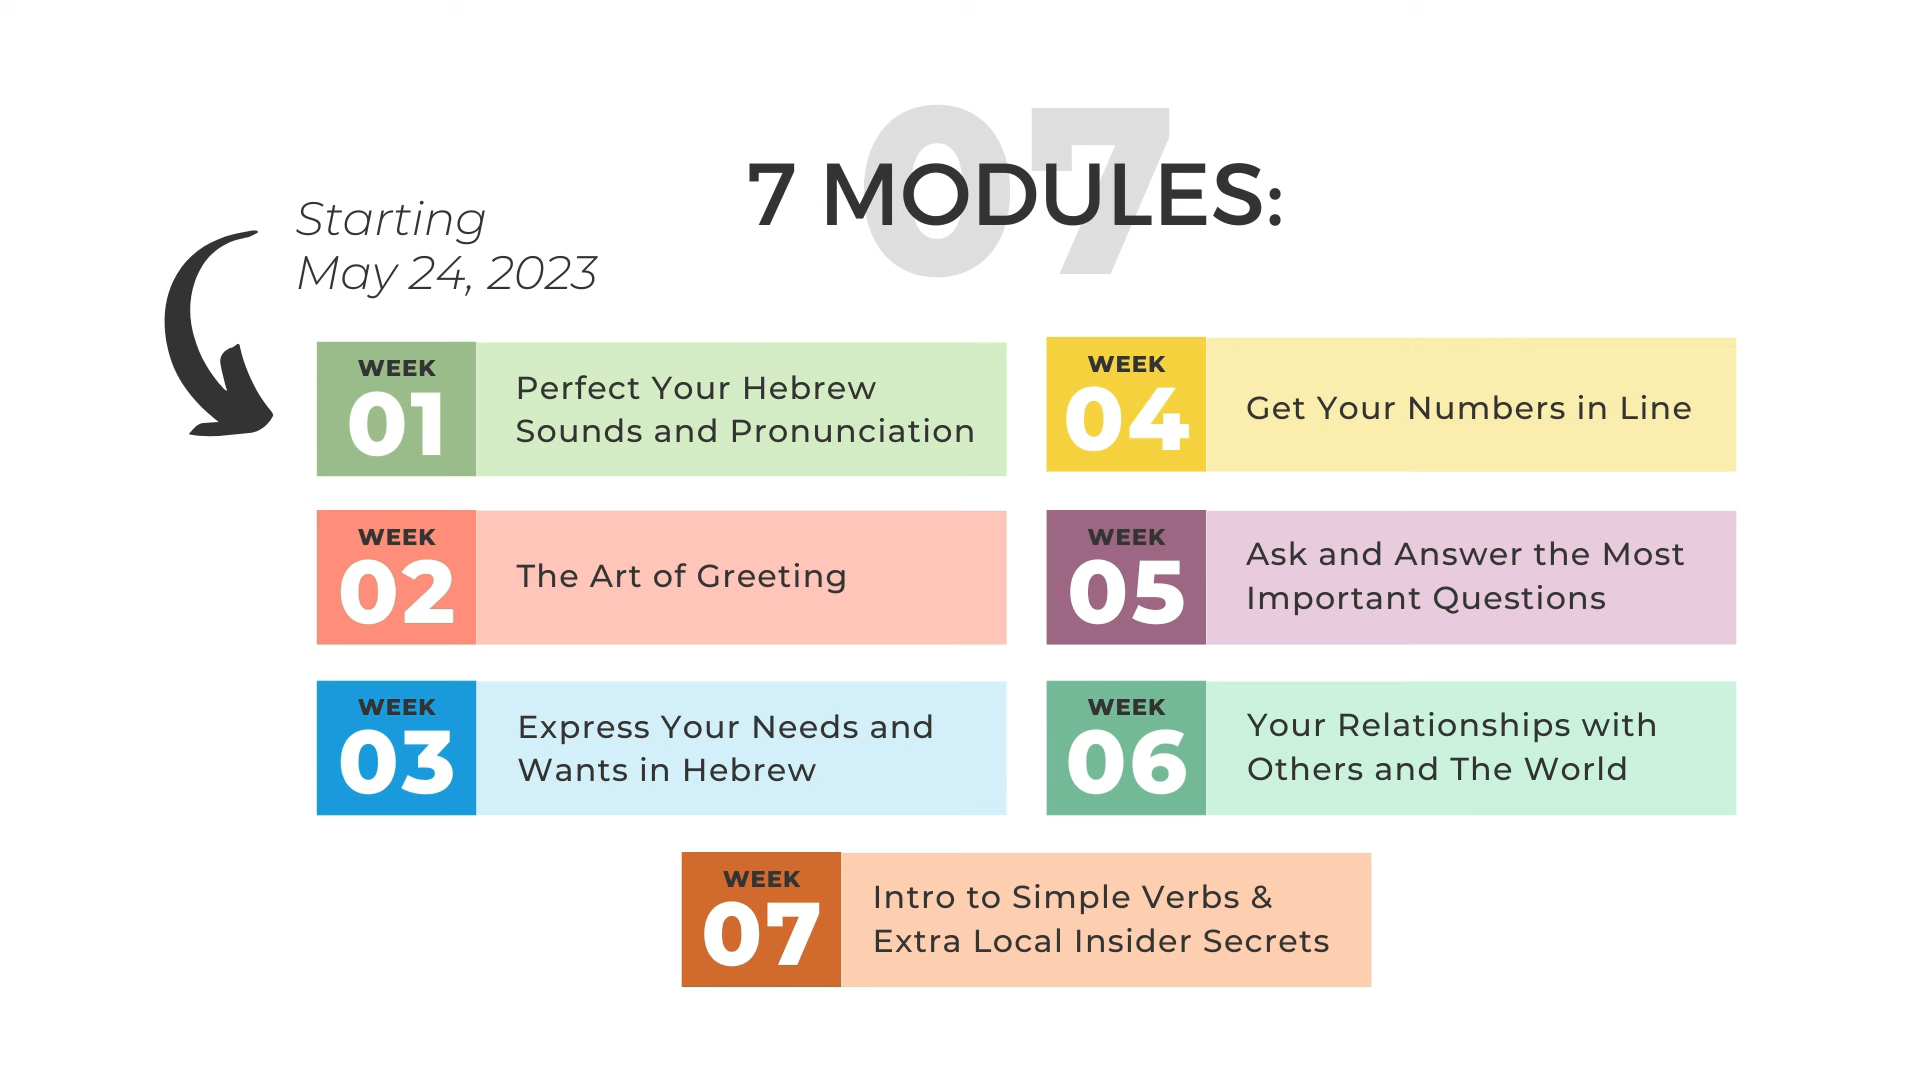 07
7 MODULES:
Starting
May 24, 2023
WEEK
01
Perfect Your Hebrew
Sounds and Pronunciation
WEEK
02
The Art of Greeting
WEEK
03
Express Your Needs and
Wants in Hebrew
WEEK
04
Get Your Numbers in Line
WEEK
05
Ask and Answer the Most
Important Questions
WEEK
06
Your Relationships with
Others and The World
WEEK
07
Intro to Simple Verbs &
Extra Local Insider Secrets